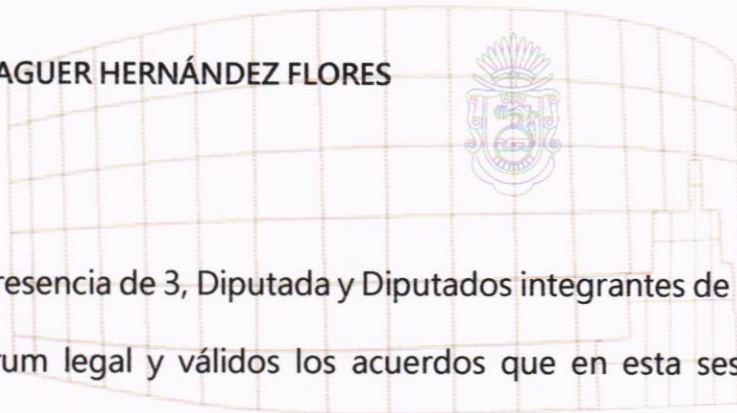 AGUER HERNÁNDEZ FLORES
resencia de 3, Diputada y Diputados integrantes de
rum legal y válidos los acuerdos que en esta ses